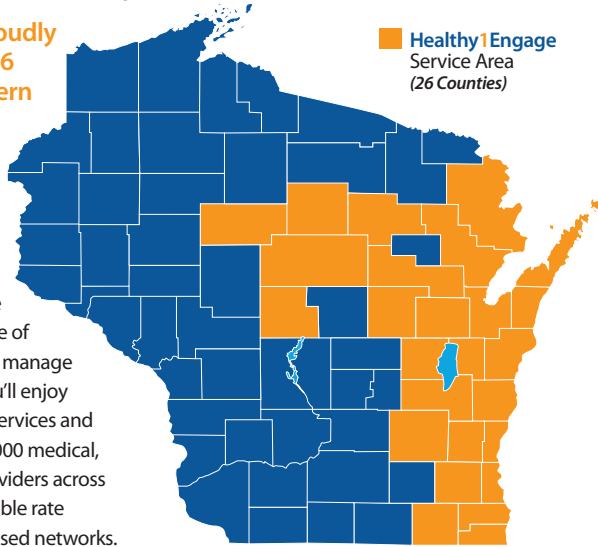 oudly
6
ern
Healthy1Engage
Service Area
(26 Counties)
e of
manage
u'll enjoy
ervices and
000 medical,
viders across
ble rate
sed networks.